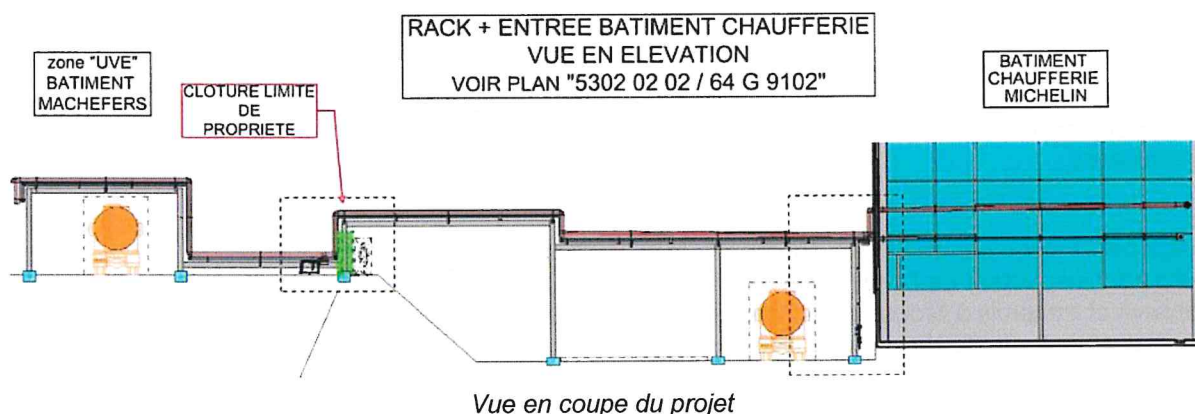 RACK + ENTREE BATIMENT CHAUFFERIE
VUE EN ELEVATION
VOIR PLAN "5302 02 02 / 64 G 9102"
zone "UVE"
BATIMENT
MACHEFERS
CLOTURE LIMITE
DE
PROPRIETE
BATIMENT
CHAUFFERIE
MICHELIN
Vue en coupe du projet